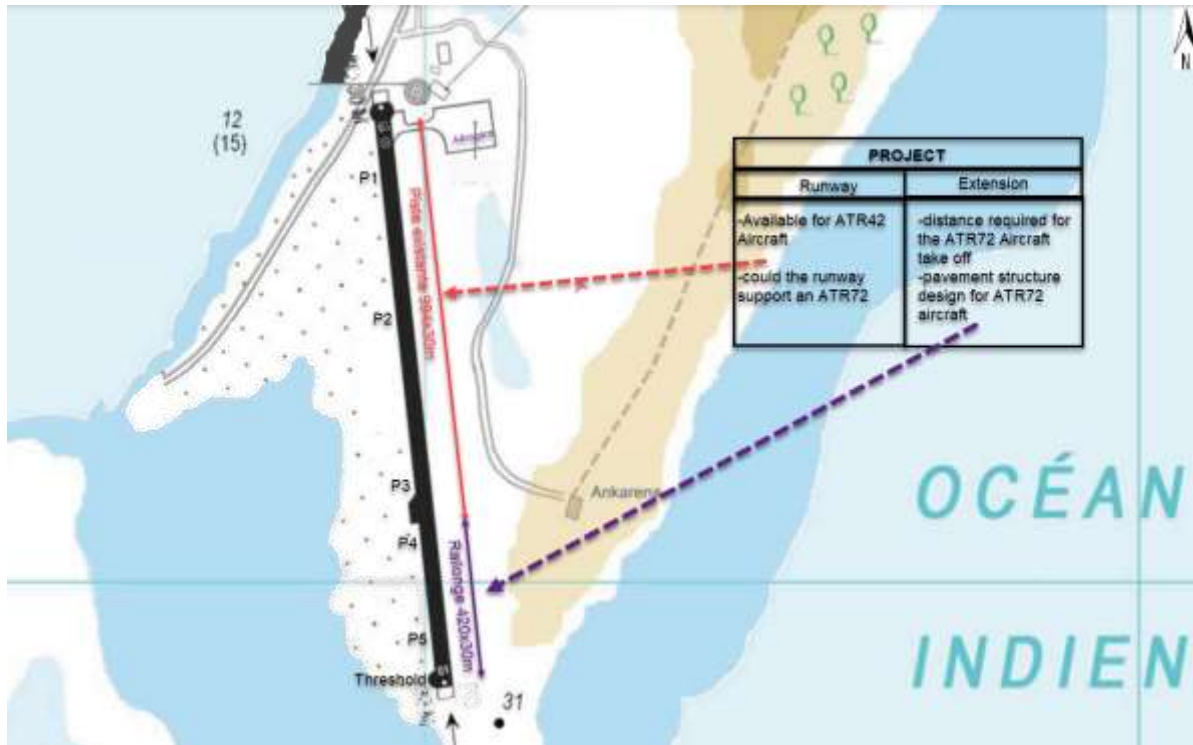 N
12
(15)
PROJECT
Runway
Extension
-Available for ATR42
Aircraft
-could the runway
support an ATR72
-distance required for
the ATR72 Aircraft
take off
-pavement structure
design for ATR72
aircraft
P1
P2
P3
P4
P5
Threshold
Piste existante 994x30m
Rallonge 420x30m
31
OCÉAN
INDIEN